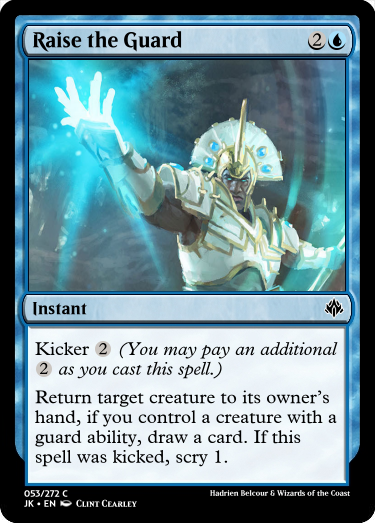 Raise the Guard 2
Instant
Kicker 2 (You may pay an additional
2 as you cast this spell.)
Return target creature to its owner's
hand, if you control a creature with a
guard ability, draw a card. If this
spell was kicked, scry 1.
053/272 C
JK • EN Clint Cearley
Hadrien Belcour & Wizards of the Coast